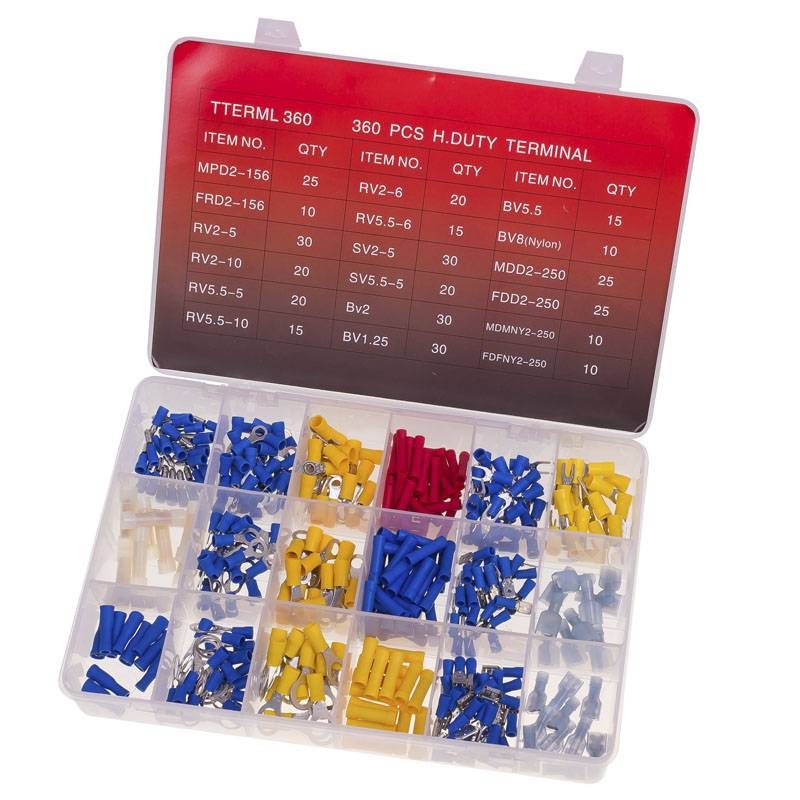 TTERML 360 360 PCS H.DUTY TERMINAL
ITEM NO. QTY ITEM NO. QTY ITEM NO. QTY
MPD2-156 25 RV2-6 20 BV5.5 15
FRD2-156 10 RV5.5-6 15 BV8(Nylon) 10
RV2-5 30 SV2-5 30 MDD2-250 25
RV2-10 20 SV5.5-5 20 FDD2-250 25
RV5.5-5 20 Bv2 30 MDMNY2-250 10
RV5.5-10 15 BV1.25 30 FDFNY2-250 10